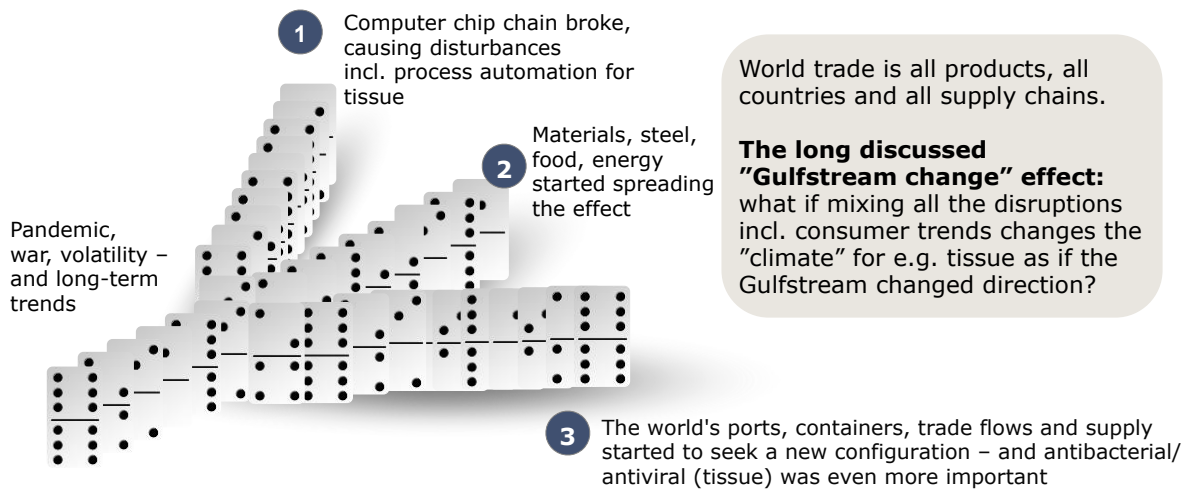 1
Computer chip chain broke,
causing disturbances
incl. process automation for
tissue
2
Materials, steel,
food, energy
started spreading
the effect
Pandemic,
war, volatility –
and long-term
trends
World trade is all products, all
countries and all supply chains.
The long discussed
”Gulfstream change” effect:
what if mixing all the disruptions
incl. consumer trends changes the
”climate” for e.g. tissue as if the
Gulfstream changed direction?
3
The world's ports, containers, trade flows and supply
started to seek a new configuration – and antibacterial/
antiviral (tissue) was even more important